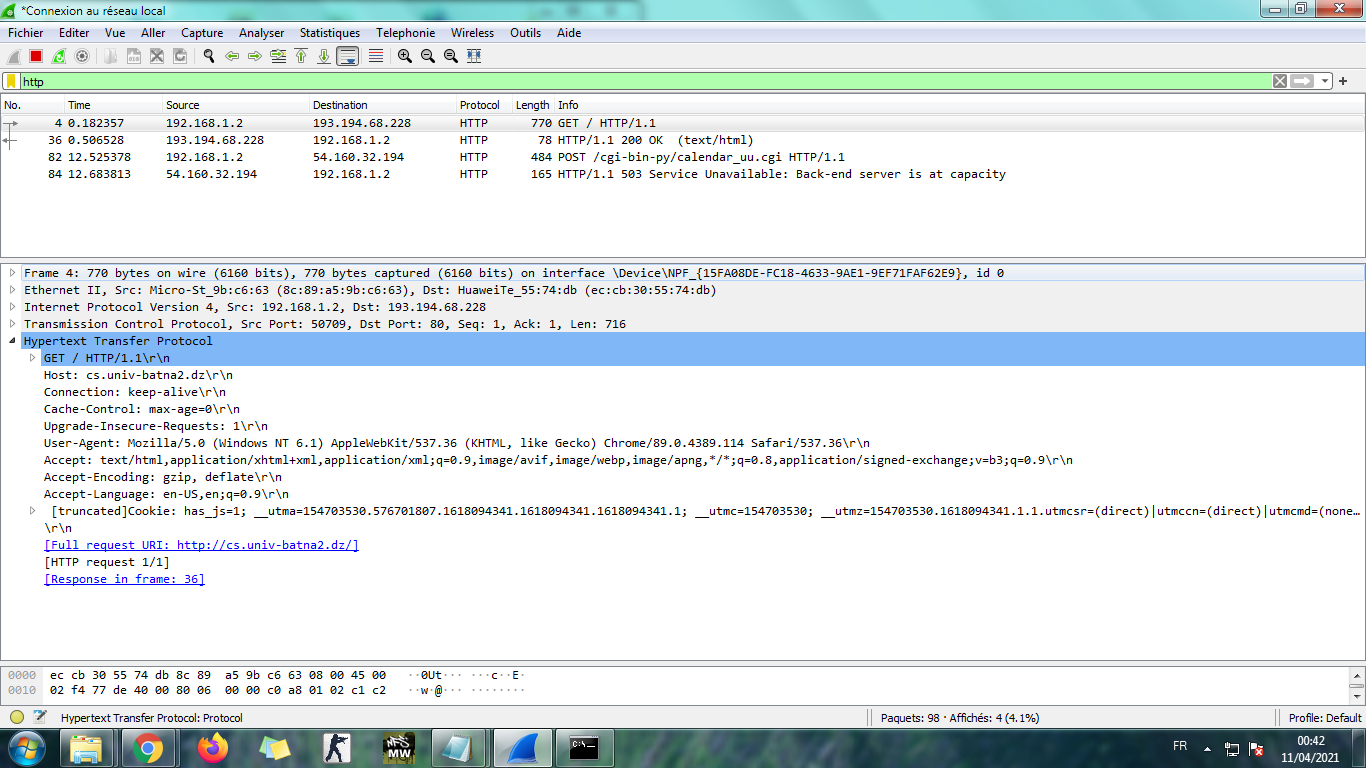 *Connexion au réseau local
Fichier Editer Vue Aller Capture Analyser Statistiques Telephonie Wireless Outils Aide
http
No. Time Source Destination Protocol Length Info
4 0.182357 192.168.1.2 193.194.68.228 HTTP 770 GET / HTTP/1.1
36 0.506528 193.194.68.228 192.168.1.2 HTTP 78 HTTP/1.1 200 OK (text/html)
82 12.525378 192.168.1.2 54.160.32.194 HTTP 484 POST /cgi-bin-py/calendar_uu.cgi HTTP/1.1
84 12.683813 54.160.32.194 192.168.1.2 HTTP 165 HTTP/1.1 503 Service Unavailable: Back-end server is at capacity
Frame 4: 770 bytes on wire (6160 bits), 770 bytes captured (6160 bits) on interface \Device\NPF_{15FA08DE-FC18-4633-9AE1-9EF71FAF62E9}, id 0
Ethernet II, Src: Micro-St_9b:c6:63 (8c:89:a5:9b:c6:63), Dst: HuaweiTe_55:74:db (ec:cb:30:55:74:db)
Internet Protocol Version 4, Src: 192.168.1.2, Dst: 193.194.68.228
Transmission Control Protocol, Src Port: 50709, Dst Port: 80, Seq: 1, Ack: 1, Len: 716
Hypertext Transfer Protocol
GET / HTTP/1.1\r\n
Host: cs.univ-batna2.dz\r\n
Connection: keep-alive\r\n
Cache-Control: max-age=0\r\n
Upgrade-Insecure-Requests: 1\r\n
User-Agent: Mozilla/5.0 (Windows NT 6.1) AppleWebKit/537.36 (KHTML, like Gecko) Chrome/89.0.4389.114 Safari/537.36\r\n
Accept: text/html,application/xhtml+xml,application/xml;q=0.9,image/avif,image/webp,image/apng,*/*;q=0.8,application/signed-exchange;v=b3;q=0.9\r\n
Accept-Encoding: gzip, deflate\r\n
Accept-Language: en-US,en;q=0.9\r\n
[truncated]Cookie: has_js=1; __utma=154703530.576701807.1618094341.1618094341.1618094341.1; __utmc=154703530; __utmz=154703530.1618094341.1.1.utmcsr=(direct)|utmccn=(direct)|utmcmd=(none…
\r\n
[Full request URI: http://cs.univ-batna2.dz/]
[HTTP request 1/1]
[Response in frame: 36]
0000 ec cb 30 55 74 db 8c 89 a5 9b c6 63 08 00 45 00 ··0Ut··· ···c··E·
0010 02 f4 77 de 40 00 80 06 00 00 c0 a8 01 02 c1 c2 ··w·@··· ········
Hypertext Transfer Protocol: Protocol Paquets: 98 · Affichés: 4 (4.1%) Profile: Default
NFS MW FR 00:42
11/04/2021